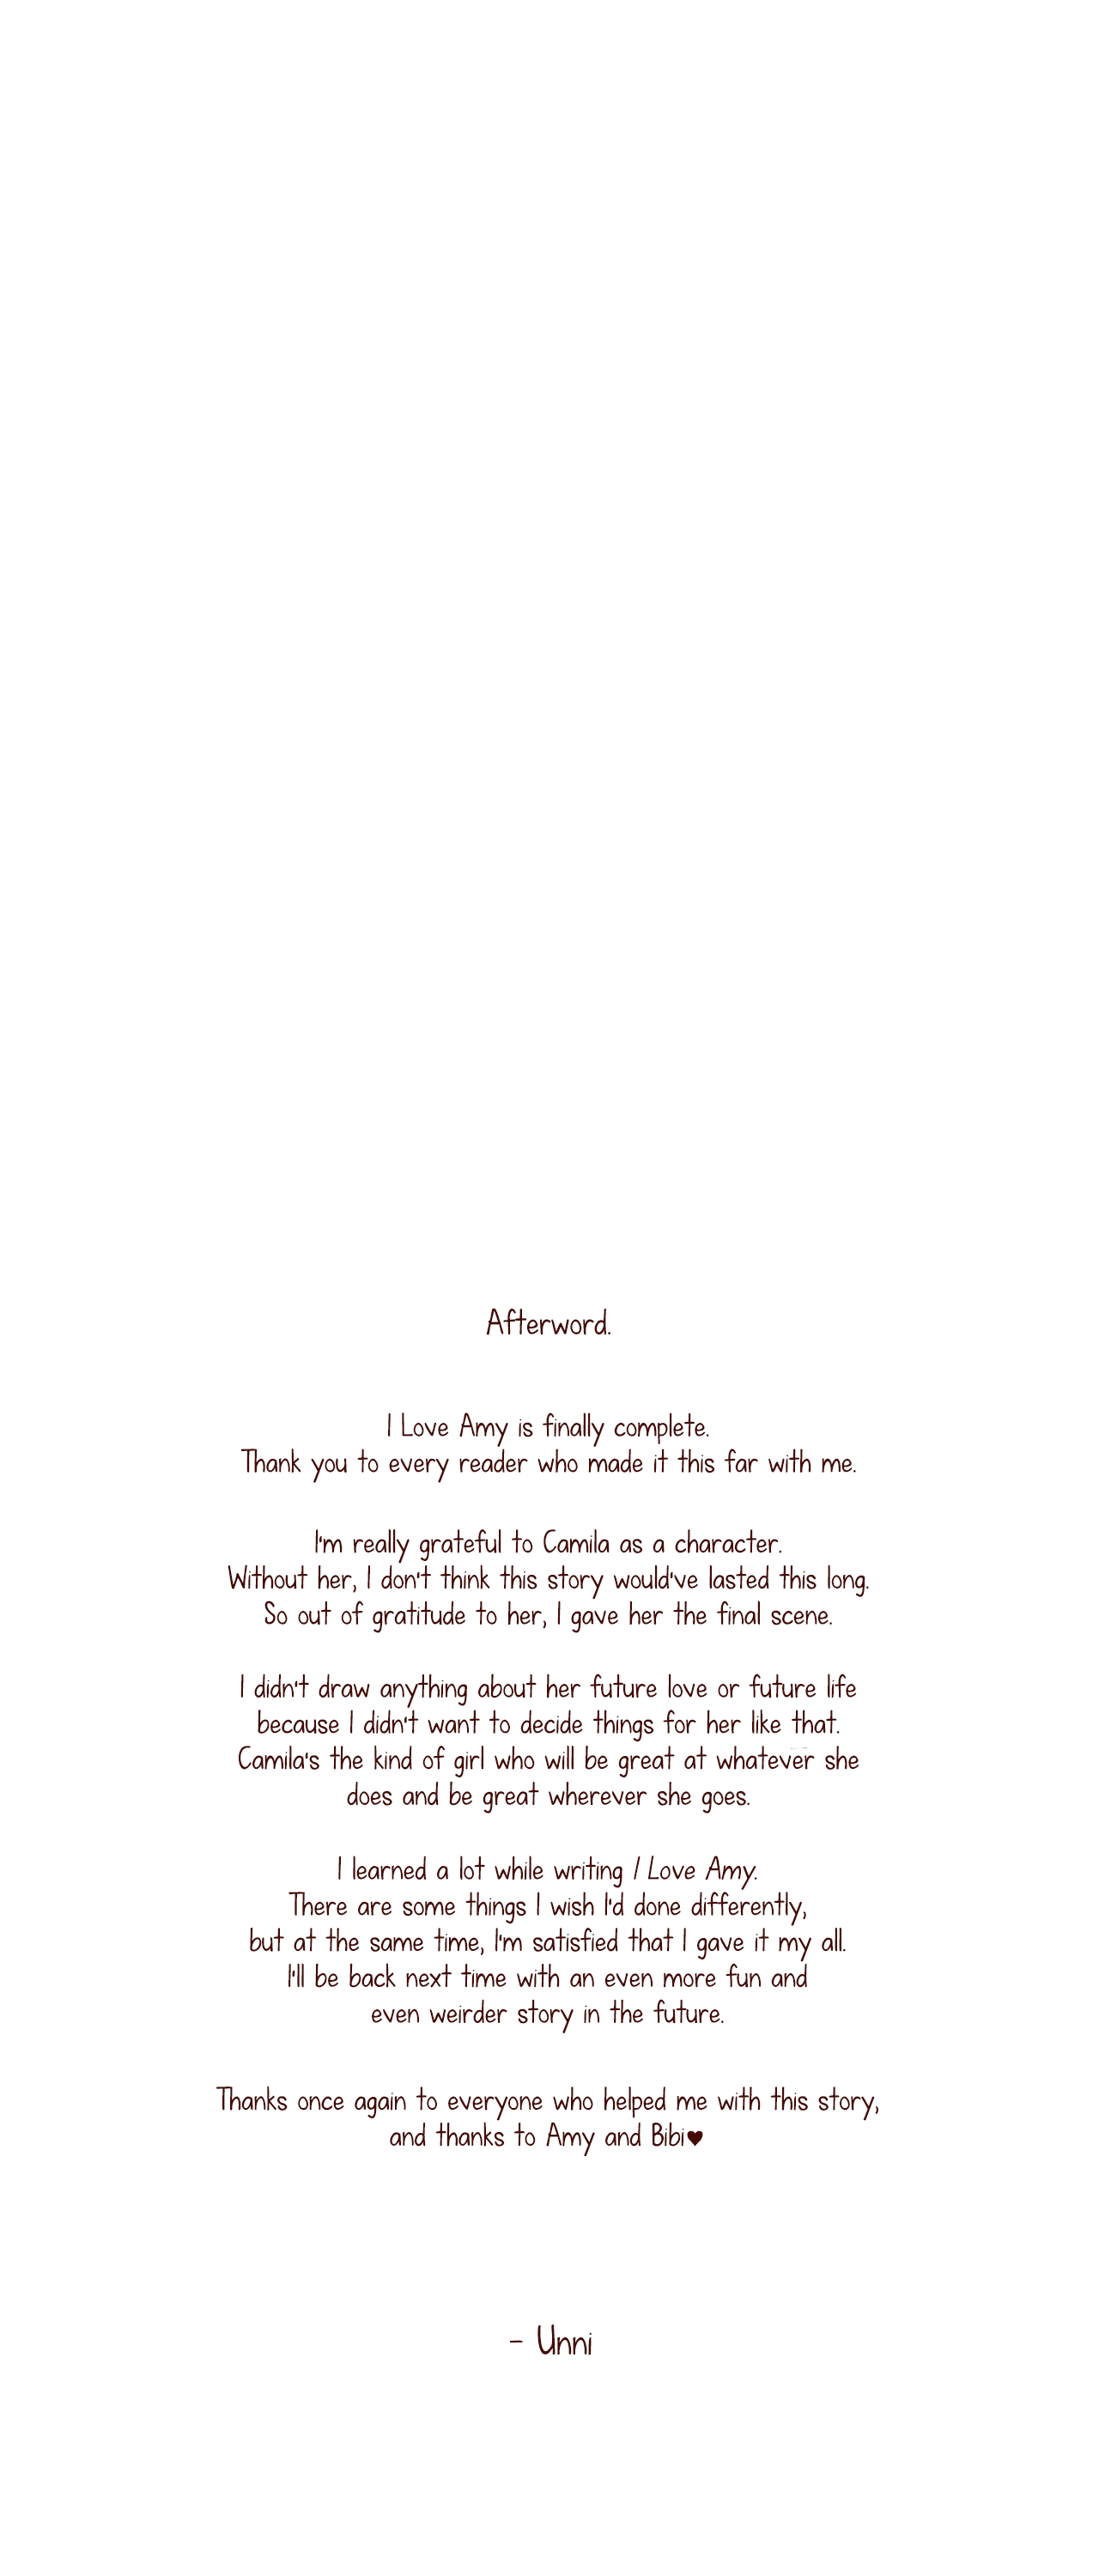 Afterword.
I Love Amy is finally complete.
Thank you to every reader who made it this far with me.
I'm really grateful to Camila as a character.
Without her, I don't think this story would've lasted this long.
So out of gratitude to her, I gave her the final scene.
I didn't draw anything about her future love or future life
because I didn't want to decide things for her like that.
Camila's the kind of girl who will be great at whatever she
does and be great wherever she goes.
I learned a lot while writing I Love Amy.
There are some things I wish I'd done differently,
but at the same time, I'm satisfied that I gave it my all.
I'll be back next time with an even more fun and
even weirder story in the future.
Thanks once again to everyone who helped me with this story,
and thanks to Amy and Bibi♥
- Unni